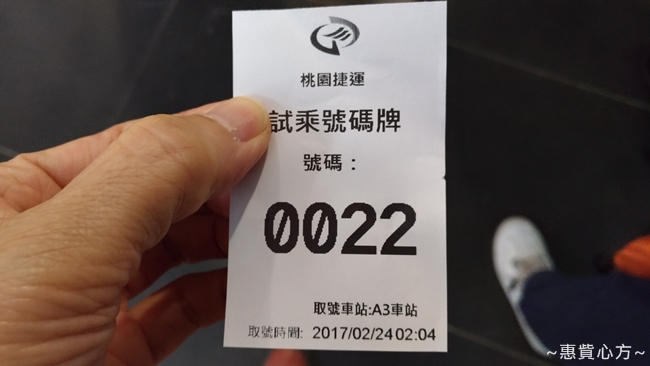 桃園捷運
試乘號碼牌
號碼：
0022
取號車站:A3車站
取號時間: 2017/02/24 02:04
~惠貲心方~